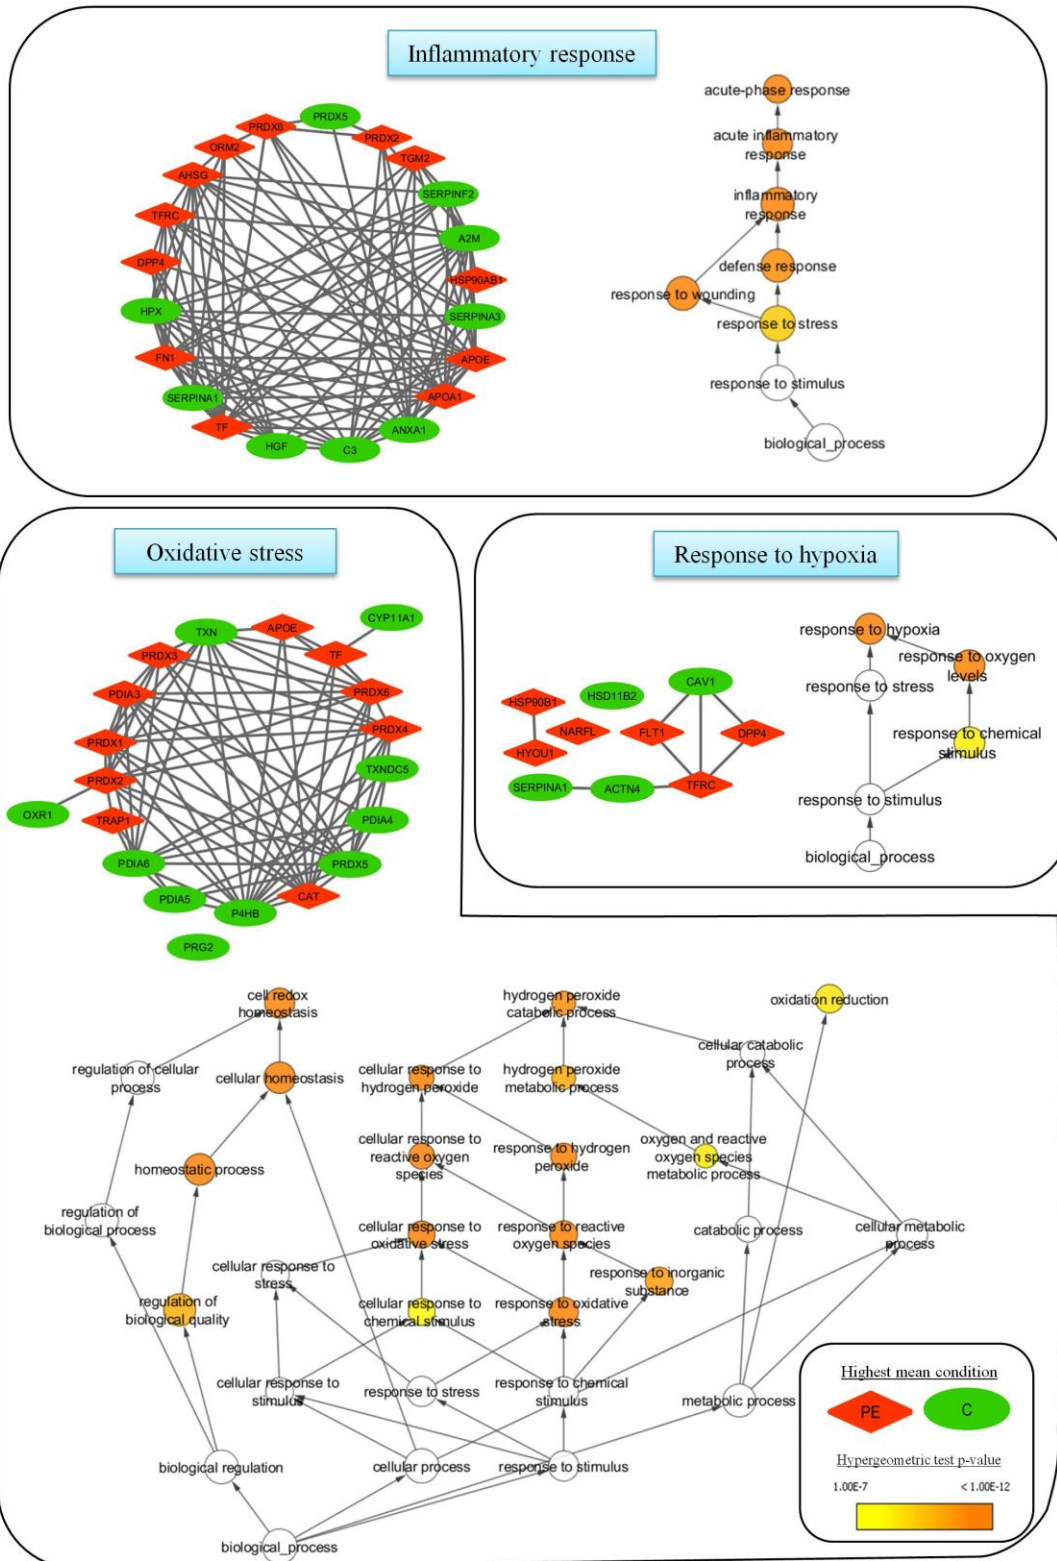 Inflammatory response
PRDX5
PRDX6
PRDX2
ORM2
TGM2
AHSG
SERPINF2
TFRC
A2M
DPP4
HSP90AB1
HPX
SERPINA3
FN1
APOE
SERPINA1
APOA1
TF
ANXA1
HGF
C3
acute-phase response
acute inflammatory
response
inflammatory
response
defense response
response to wounding
response to stress
response to stimulus
biological_process
Oxidative stress
CYP11A1
TXN
APOE
PRDX3
TF
PDIA3
PRDX6
PRDX1
PRDX4
PRDX2
TXNDC5
OXR1
TRAP1
PDIA4
PDIA6
PRDX5
PDIA5
CAT
P4HB
PRG2
Response to hypoxia
CAV1
HSD11B2
HSP90B1
NARFL
FLT1
DPP4
HYOU1
SERPINA1
ACTN4
TFRC
response to hypoxia
response to oxygen
levels
response to stress
response to chemical
stimulus
response to stimulus
biological_process
cell redox
homeostasis
hydrogen peroxide
catabolic process
oxidation reduction
regulation of cellular
process
cellular homeostasis
cellular response to
hydrogen peroxide
hydrogen peroxide
metabolic process
cellular catabolic
process
homeostatic process
cellular response to
reactive oxygen
species
response to hydrogen
peroxide
oxygen and reactive
oxygen species
metabolic process
regulation of
biological process
cellular response to
oxidative stress
response to reactive
oxygen species
catabolic process
cellular metabolic
process
cellular response to
stress
response to inorganic
substance
regulation of
biological quality
cellular response to
chemical stimulus
response to oxidative
stress
cellular response to
stimulus
response to stress
response to chemical
stimulus
metabolic process
biological regulation
cellular process
response to stimulus
biological_process
Highest mean condition
PE
C
Hypergeometric test p-value
1.00E-7
< 1.00E-12